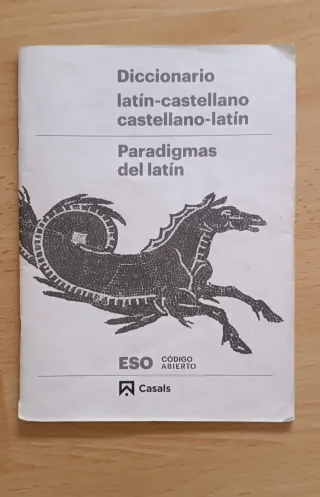 Diccionario
latín-castellano
castellano-latín
Paradigmas
del latín
ESO CÓDIGO
ABIERTO
Casals